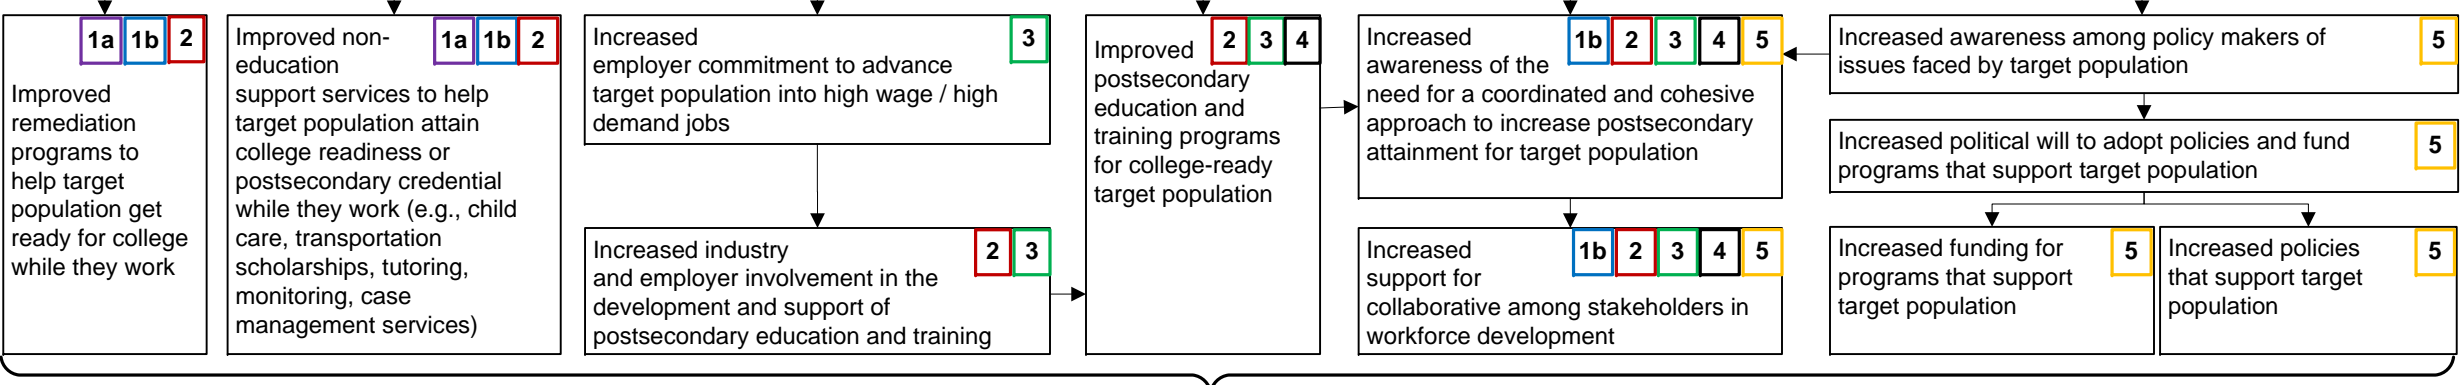 1a 1b 2
Improved
remediation
programs to
help target
population get
ready for college
while they work
Improved non-
education
1a 1b 2
support services to help
target population attain
college readiness or
postsecondary credential
while they work (e.g., child
care, transportation
scholarships, tutoring,
monitoring, case
management services)
Increased
3
employer commitment to advance
target population into high wage / high
demand jobs
Increased industry
2 3
and employer involvement in the
development and support of
postsecondary education and training
Improved
2 3 4
postsecondary
education and
training programs
for college-ready
target population
Increased
1b 2 3 4 5
awareness of the
need for a coordinated and cohesive
approach to increase postsecondary
attainment for target population
Increased
1b 2 3 4 5
support for
collaborative among stakeholders in
workforce development
Increased awareness among policy makers of
5
issues faced by target population
Increased political will to adopt policies and fund
5
programs that support target population
Increased funding for
5
programs that support
target population
Increased policies
5
that support target
population